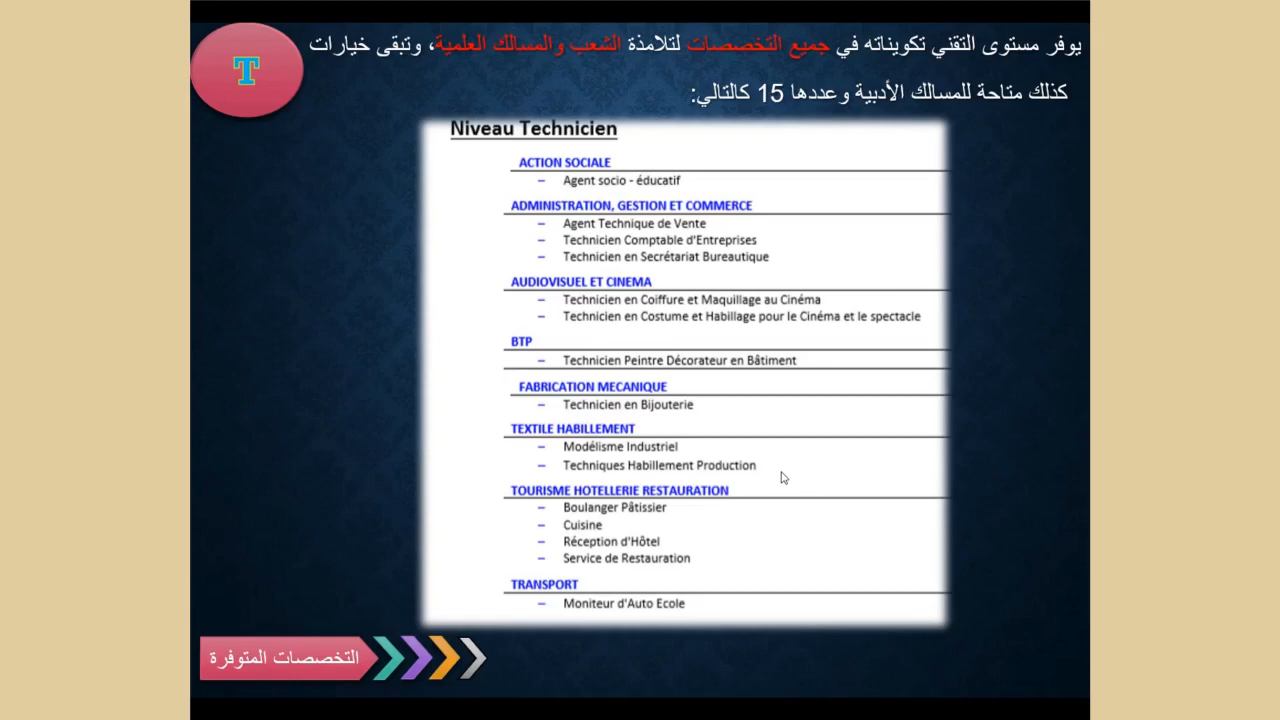 T
يوفر مستوى التقني تكويناته في جميع التخصصات لتلامذة الشعب والمسالك العلمية، وتبقى خيارات
كذلك متاحة للمسالك الأدبية وعددها 15 كالتالي:
Niveau Technicien
ACTION SOCIALE
– Agent socio - éducatif
ADMINISTRATION, GESTION ET COMMERCE
– Agent Technique de Vente
– Technicien Comptable d'Entreprises
– Technicien en Secrétariat Bureautique
AUDIOVISUEL ET CINEMA
– Technicien en Coiffure et Maquillage au Cinéma
– Technicien en Costume et Habillage pour le Cinéma et le spectacle
BTP
– Technicien Peintre Décorateur en Bâtiment
FABRICATION MECANIQUE
– Technicien en Bijouterie
TEXTILE HABILLEMENT
– Modélisme Industriel
– Techniques Habillement Production
TOURISME HOTELLERIE RESTAURATION
– Boulanger Pâtissier
– Cuisine
– Réception d'Hôtel
– Service de Restauration
TRANSPORT
– Moniteur d'Auto Ecole
التخصصات المتوفرة